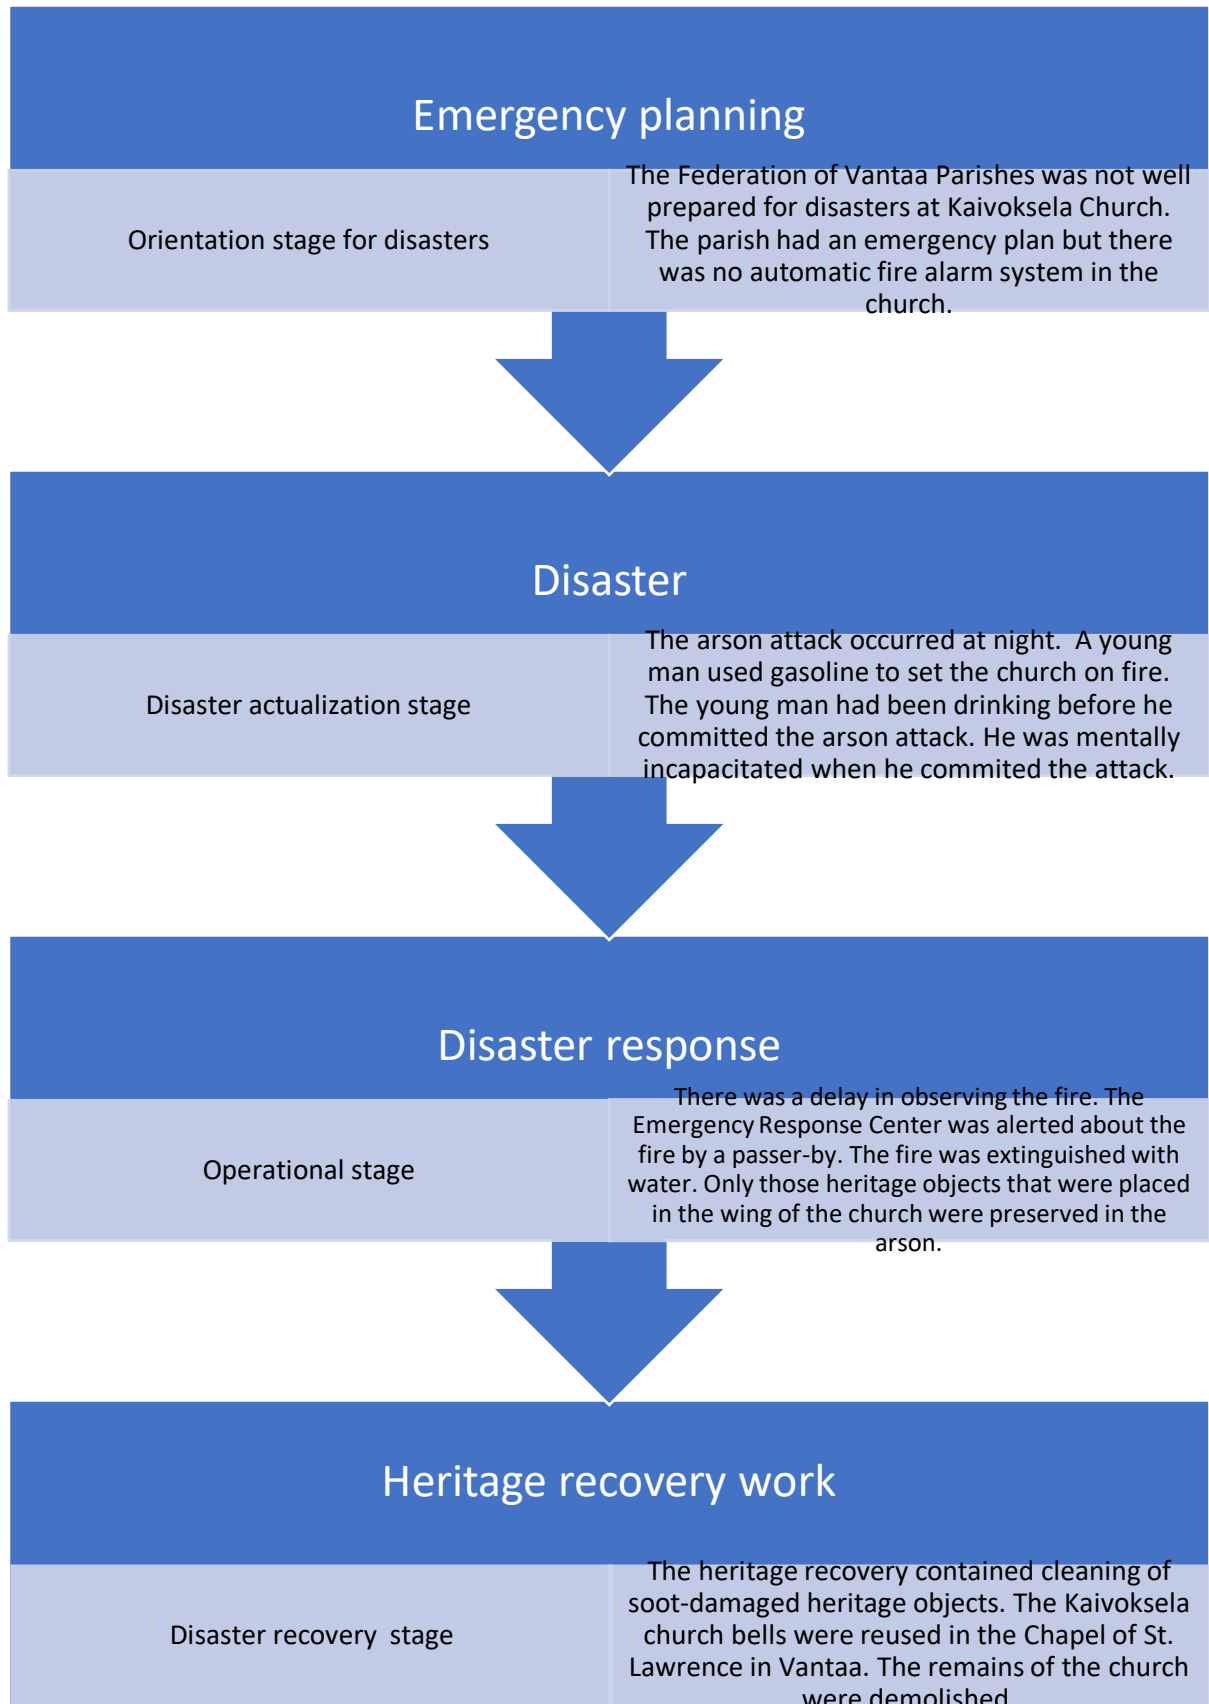 Emergency planning
Orientation stage for disasters
The Federation of Vantaa Parishes was not well
prepared for disasters at Kaivoksela Church.
The parish had an emergency plan but there
was no automatic fire alarm system in the
church.
Disaster
Disaster actualization stage
The arson attack occurred at night.  A young
man used gasoline to set the church on fire.
The young man had been drinking before he
committed the arson attack. He was mentally
incapacitated when he commited the attack.
Disaster response
Operational stage
There was a delay in observing the fire. The
Emergency Response Center was alerted about the
fire by a passer-by. The fire was extinguished with
water. Only those heritage objects that were placed
in the wing of the church were preserved in the
arson.
Heritage recovery work
Disaster recovery  stage
The heritage recovery contained cleaning of
soot-damaged heritage objects. The Kaivoksela
church bells were reused in the Chapel of St.
Lawrence in Vantaa. The remains of the church
were demolished